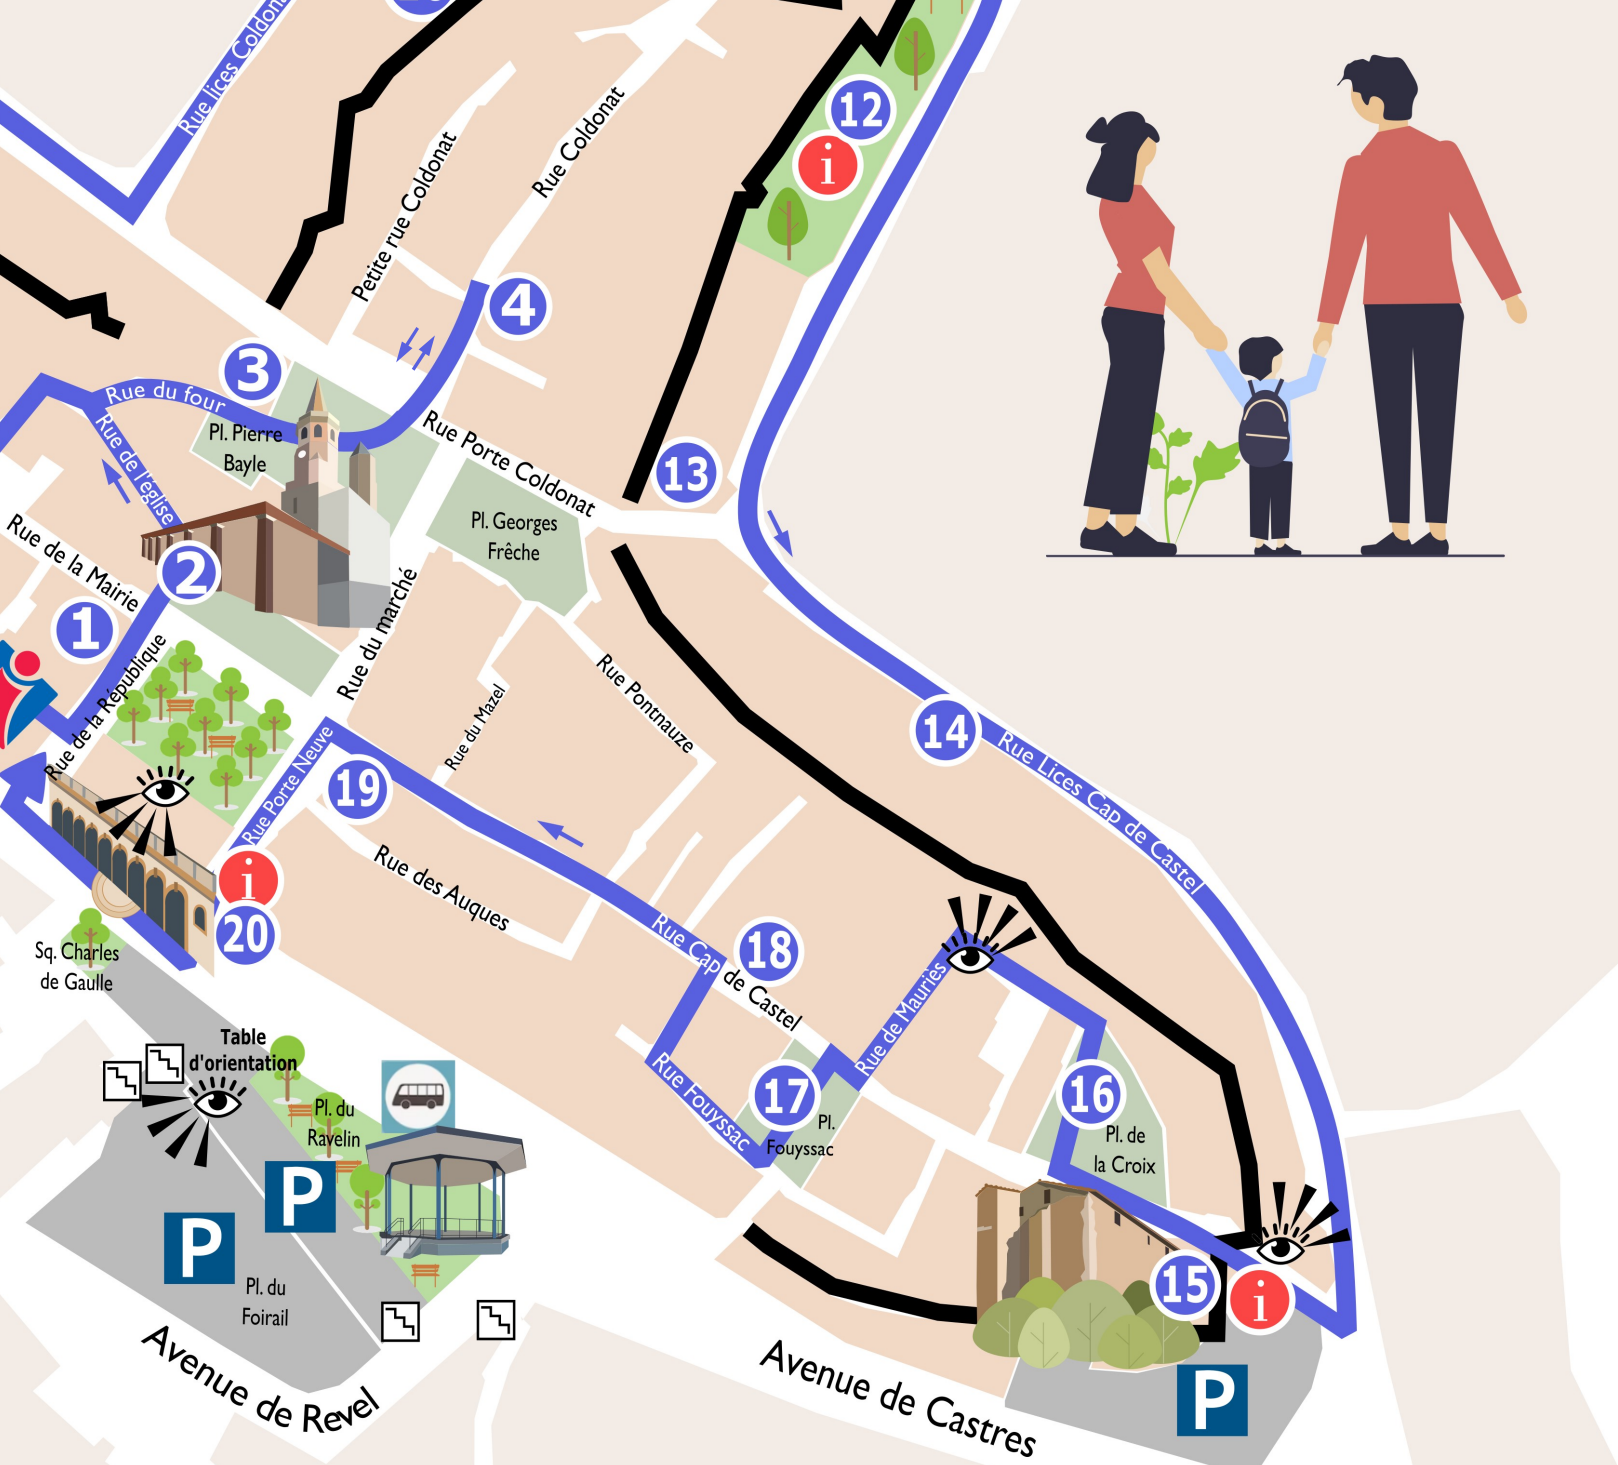 Rue lices Coldon
12
i
Petite rue Coldonat
Rue Coldonat
4
3
Rue du four
Pl. Pierre
Bayle
Rue de l'église
Rue Porte Coldonat
13
Pl. Georges
Frêche
Rue de la Mairie
2
1
Rue du marché
Rue de la République
Rue du Mazel
Rue Pontnauze
14
Rue Lices Cap de Castel
Rue Porte Neuve
19
i
20
Rue des Auques
Sq. Charles
de Gaulle
Rue Cap de Castel
18
Rue de Mauriès
Table
d'orientation
Pl. du
Ravelin
Rue Fouyssac
17
Pl.
Fouyssac
16
Pl. de
la Croix
P
P
Pl. du
Foirail
15
i
Avenue de Revel
Avenue de Castres
P